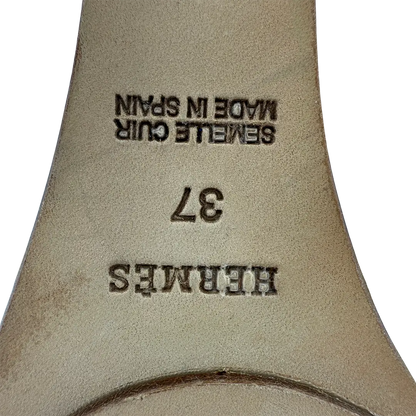 HERMÈS
37
SEMELLE CUIR
MADE IN SPAIN